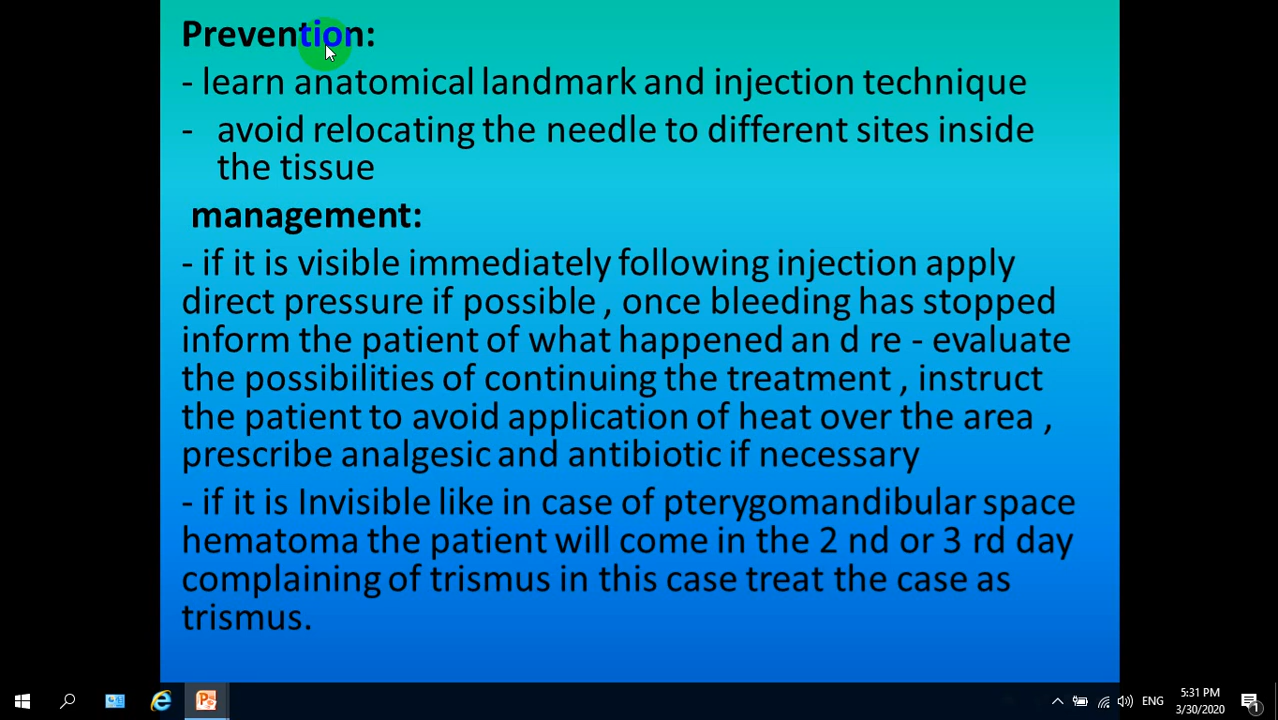 Prevention:
- learn anatomical landmark and injection technique
- avoid relocating the needle to different sites inside
the tissue
management:
- if it is visible immediately following injection apply
direct pressure if possible , once bleeding has stopped
inform the patient of what happened an d re - evaluate
the possibilities of continuing the treatment , instruct
the patient to avoid application of heat over the area ,
prescribe analgesic and antibiotic if necessary
- if it is Invisible like in case of pterygomandibular space
hematoma the patient will come in the 2 nd or 3 rd day
complaining of trismus in this case treat the case as
trismus.
ENG
5:31 PM
3/30/2020
1